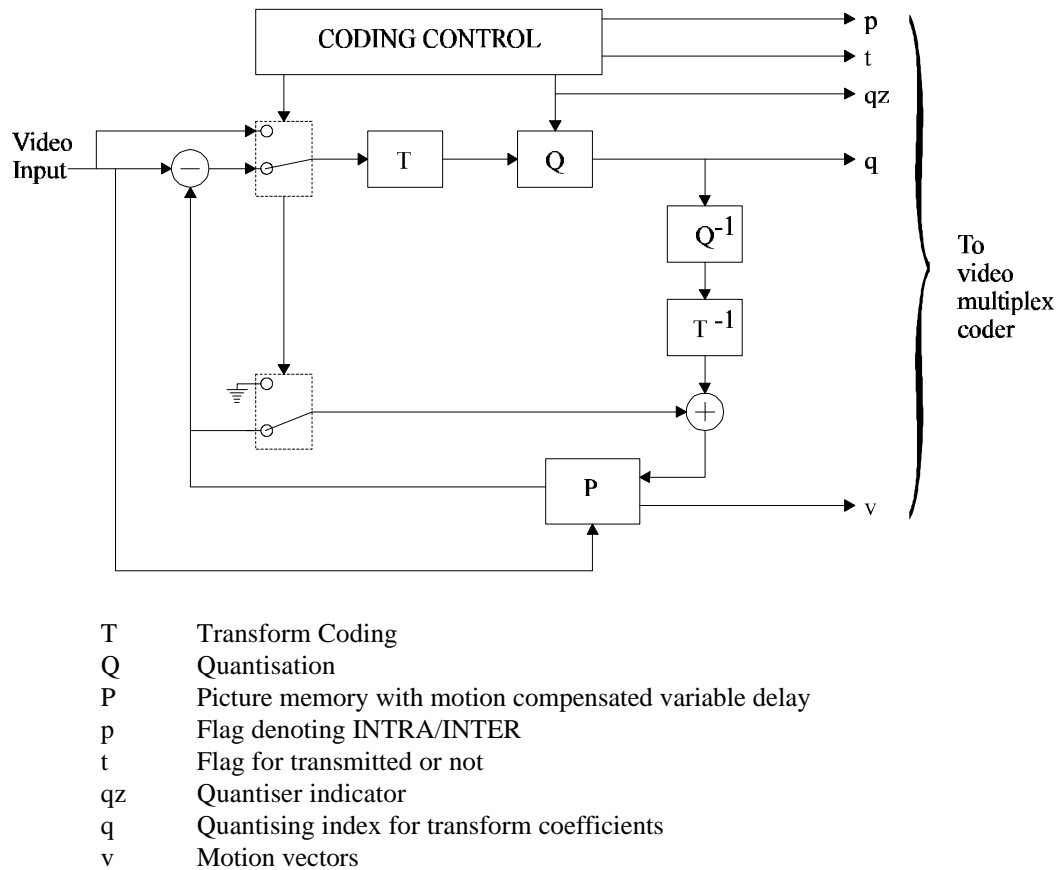 CODING CONTROL
p
t
qz
Video
Input
T
Q
q
Q-1
T-1
To
video
multiplex
coder
P
v
T Transform Coding
Q Quantisation
P Picture memory with motion compensated variable delay
p Flag denoting INTRA/INTER
t Flag for transmitted or not
qz Quantiser indicator
q Quantising index for transform coefficients
v Motion vectors